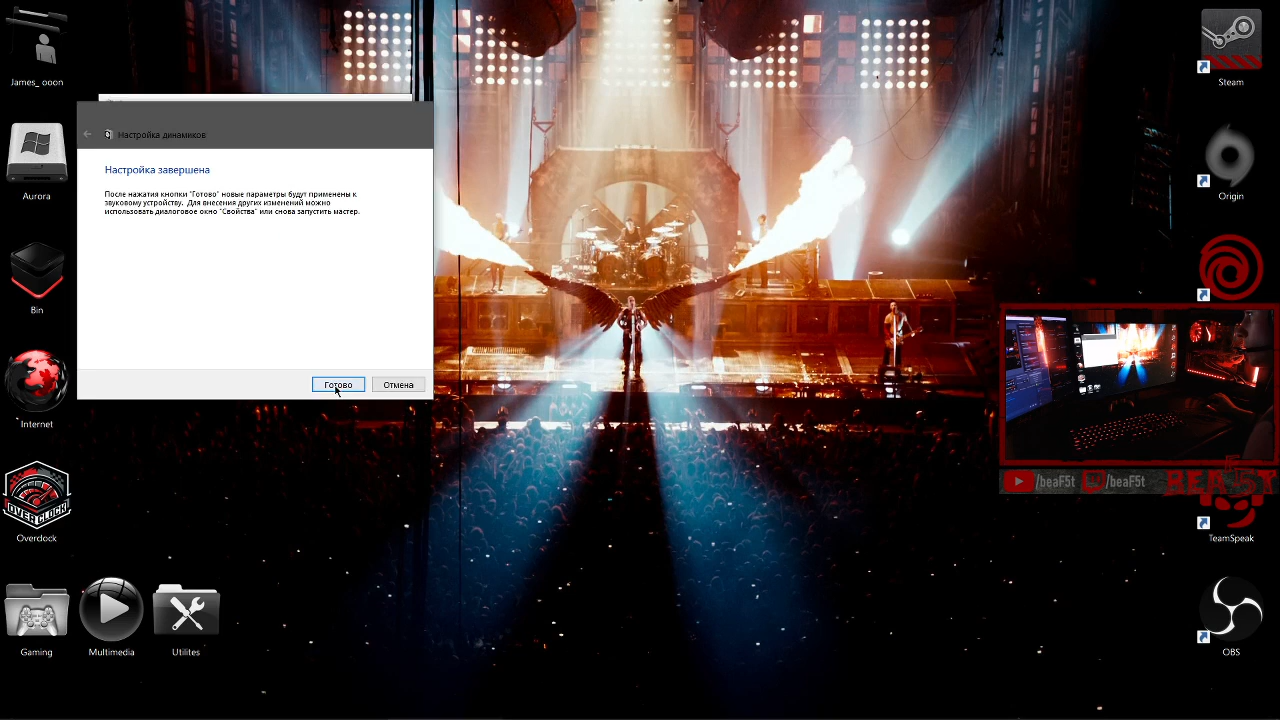 James_ ooon
Steam
Настройка динамиков
Настройка завершена
После нажатия кнопки "Готово" новые параметры будут применены к
звуковому устройству. Для внесения других изменений можно
использовать диалоговое окно "Свойства" или снова запустить мастер.
Готово
Отмена
Aurora
Origin
Bin
Internet
OVERCLOCK
Overclock
/beaF5t
/beaF5t
BEA5T
TeamSpeak
Gaming
Multimedia
Utilites
OBS